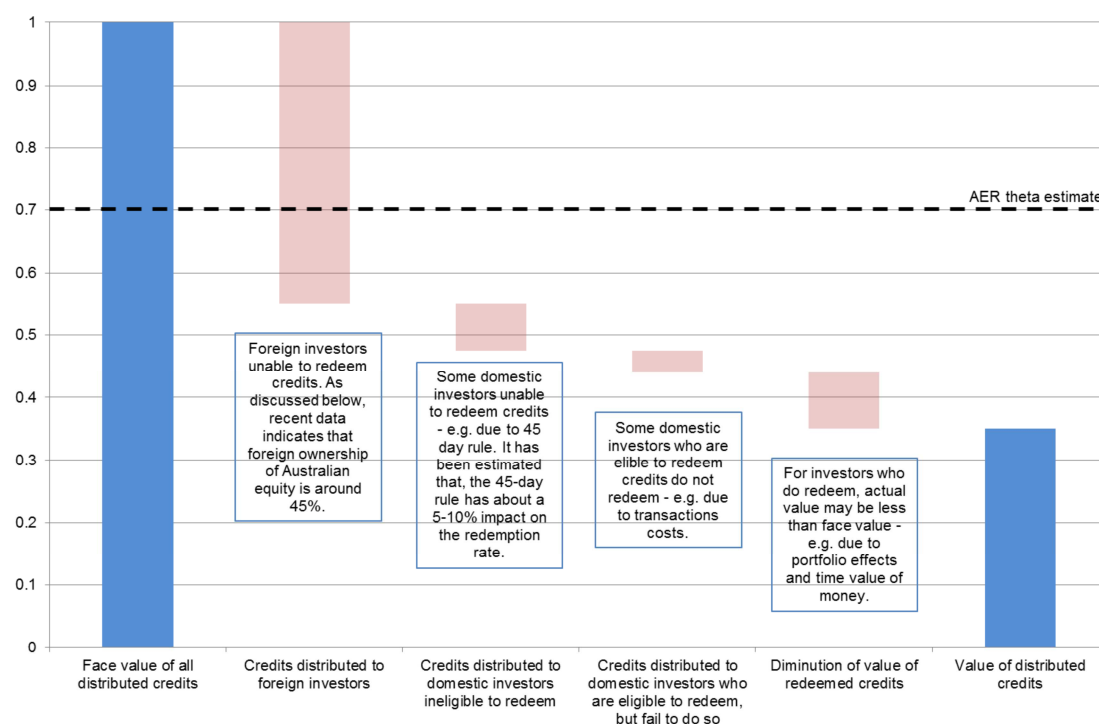 1
0.9
0.8
0.7
0.6
0.5
0.4
0.3
0.2
0.1
0
AER theta estimate
Foreign investors
unable to redeem
credits. As
discussed below,
recent data
indicates that
foreign ownership
of Australian
equity is around
45%.
Some domestic
investors unable
to redeem credits
- e.g. due to 45
day rule. It has
been estimated
that, the 45-day
rule has about a
5-10% impact on
the redemption
rate.
Some domestic
investors who are
elible to redeem
credits do not
redeem - e.g. due
to transactions
costs.
For investors who
do redeem, actual
value may be less
than face value -
e.g. due to
portfolio effects
and time value of
money.
Face value of all
distributed credits
Credits distributed to
foreign investors
Credits distributed to
domestic investors
ineligible to redeem
Credits distributed to
domestic investors who
are eligible to redeem,
but fail to do so
Diminution of value of
redeemed credits
Value of distributed
credits